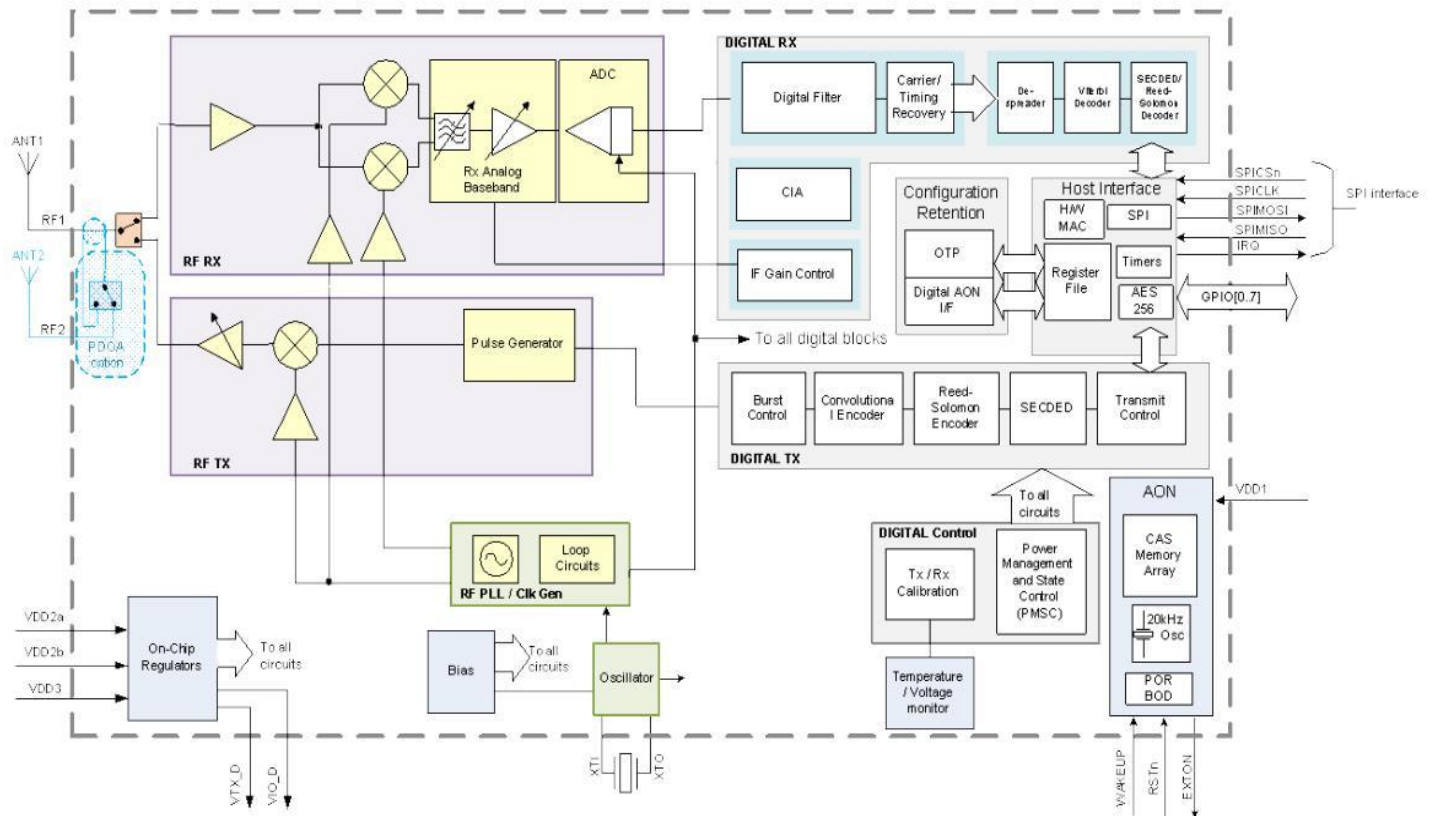 DIGITAL RX
ADC
Digital Filter
Carrier/
Timing
Recovery
De-
spreader
Viterbi
Decoder
SECDED/
Reed-
Solomon
Decoder
ANT1
RF1
ANT2
RF2
PDOA
option
Rx Analog
Baseband
RF RX
CIA
IF Gain Control
Configuration
Retention
OTP
Digital AON
I/F
Host Interface
H/W
MAC
SPI
Register
File
Timers
AES
256
SPICSn
SPICLK
SPIMOSI
SPIMISO
IRQ
SPI interface
GPIO[0..7]
To all digital blocks
Pulse Generator
RF TX
Burst
Control
Convolutiona
l Encoder
Reed-
Solomon
Encoder
SECDED
Transmit
Control
DIGITAL TX
To all
circuits
DIGITAL Control
Tx / Rx
Calibration
Power
Management
and State
Control
(PMSC)
AON
VDD1
CAS
Memory
Array
20kHz
Osc
POR
BOD
Loop
Circuits
RF PLL / Clk Gen
VDD2a
VDD2b
VDD3
On-Chip
Regulators
To all
circuits
Bias
To all
circuits
Oscillator
Temperature
/ Voltage
monitor
VTX_D
VIO_D
XTI
XTO
WAKEUP
RSTn
EXTON